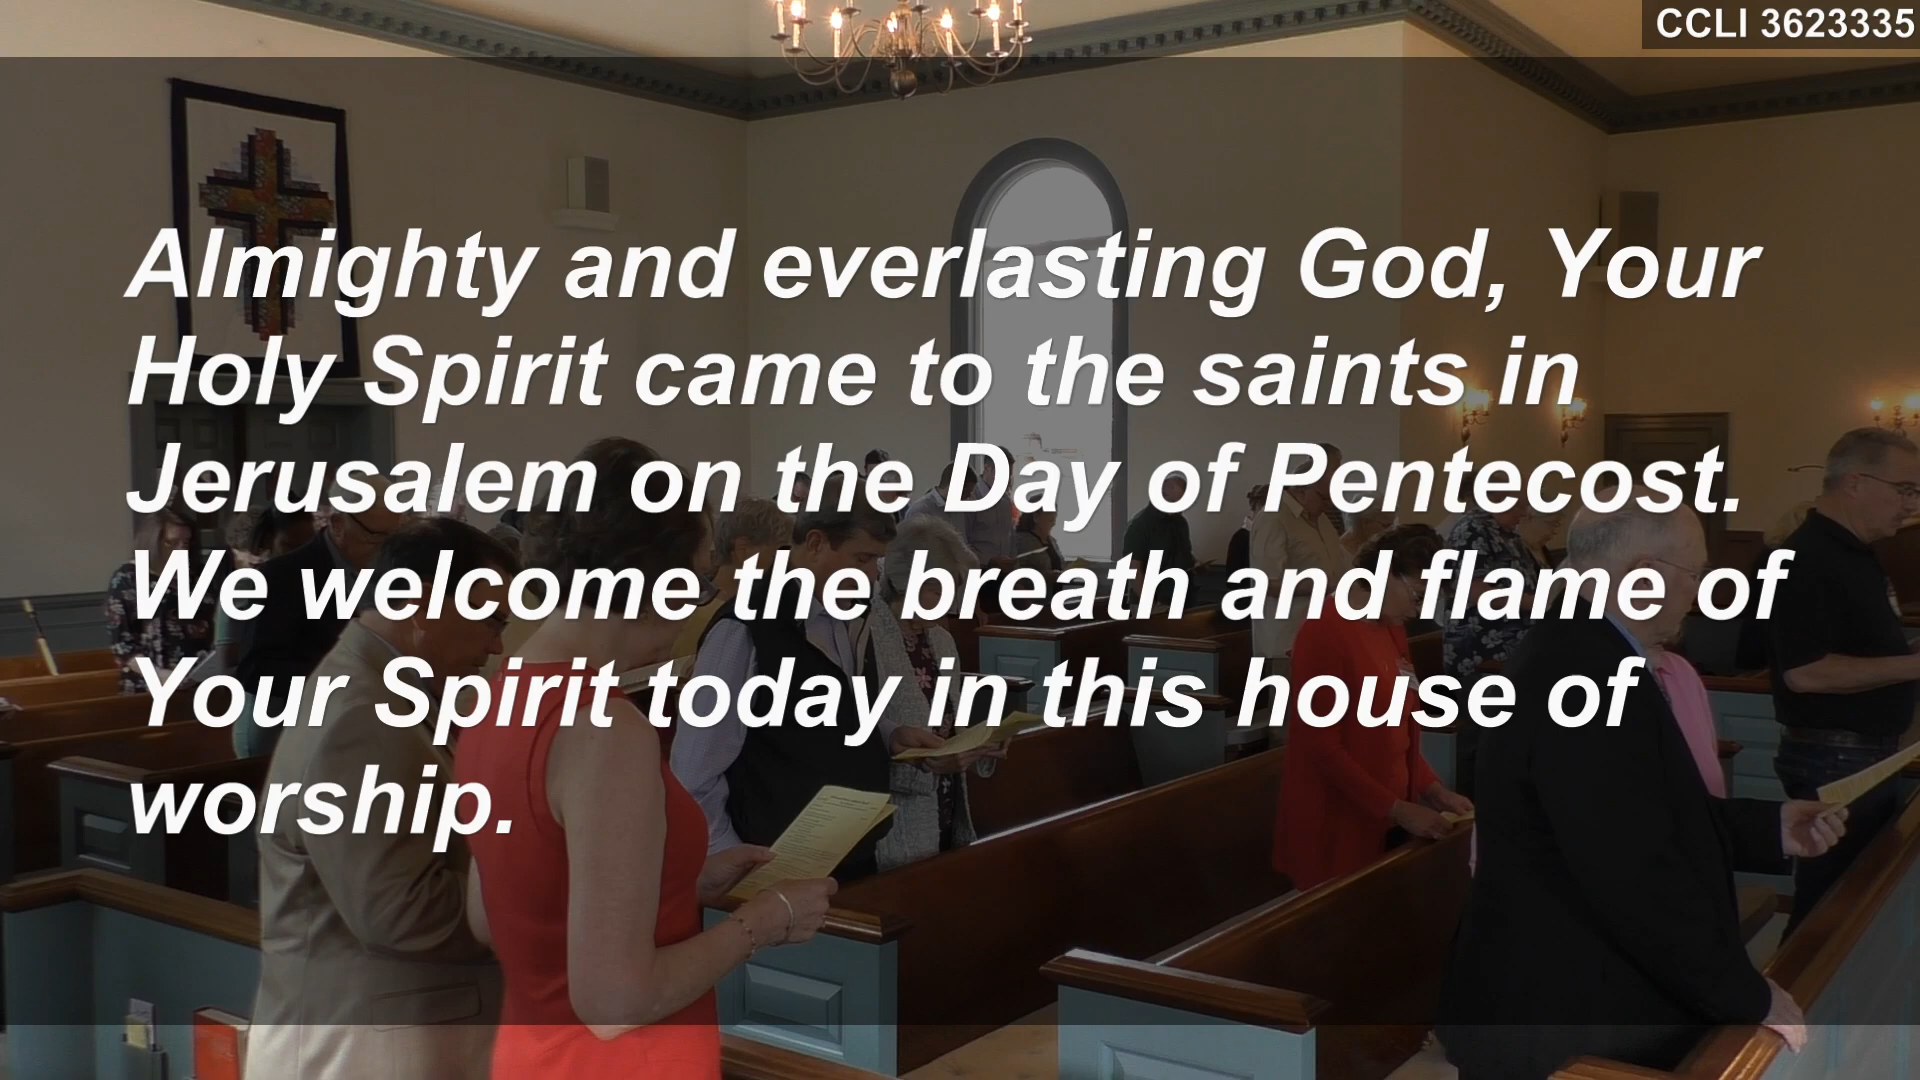 CCLI 3623335
Almighty and everlasting God, Your
Holy Spirit came to the saints in
Jerusalem on the Day of Pentecost.
We welcome the breath and flame of
Your Spirit today in this house of
worship.